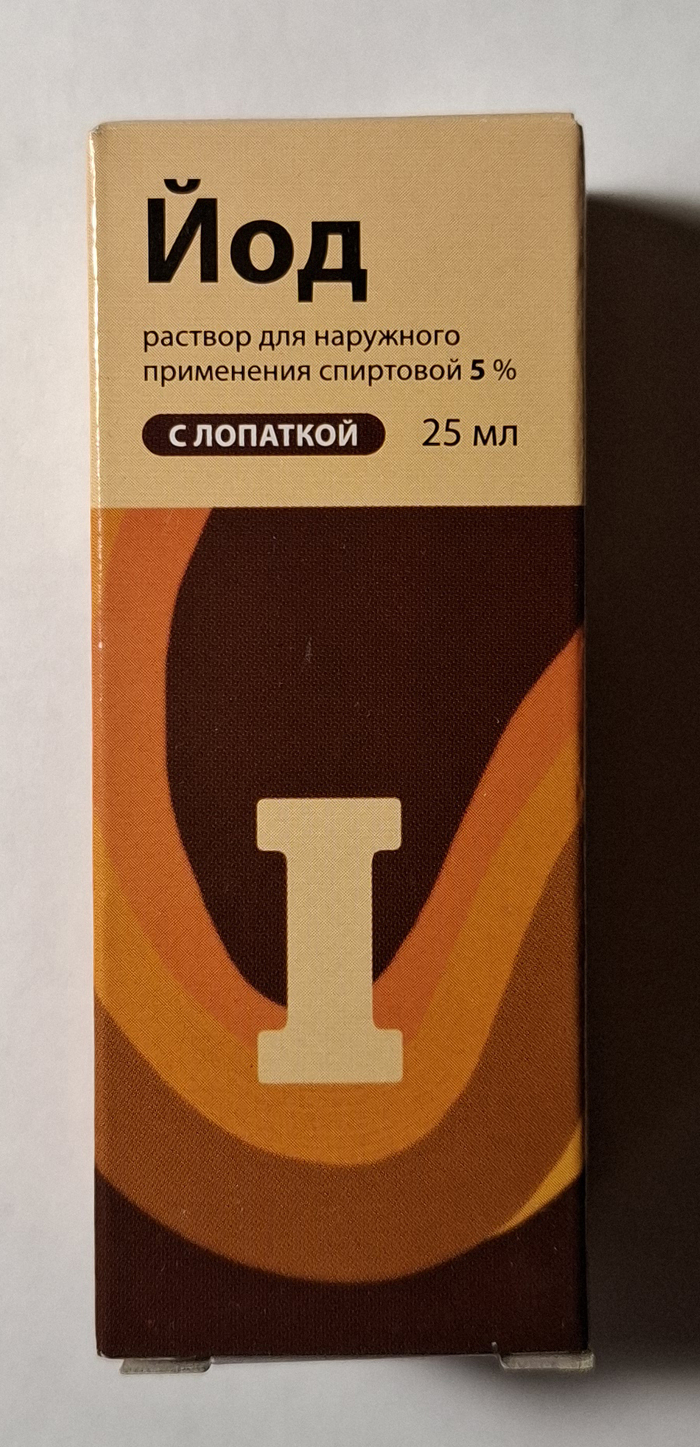 Йод
раствор для наружного
применения спиртовой 5 %
С ЛОПАТКОЙ 25 мл
I